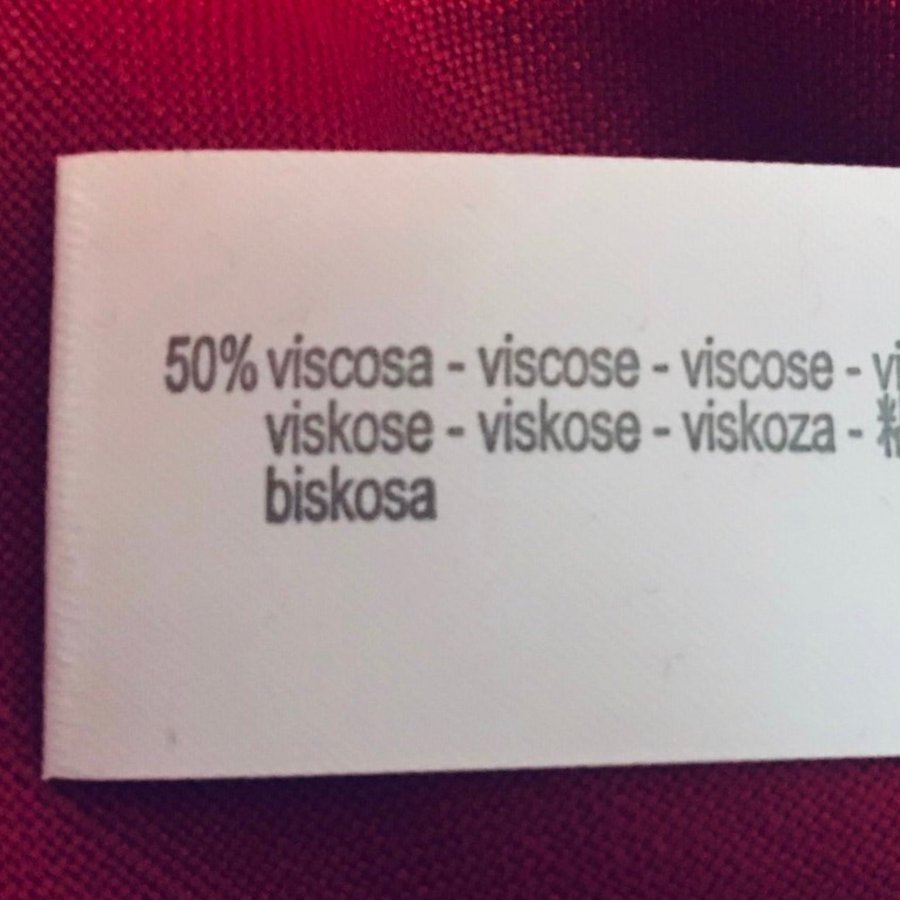 50% viscosa - viscose - viscose -
viskose - viskose - viskoza -
biskosa